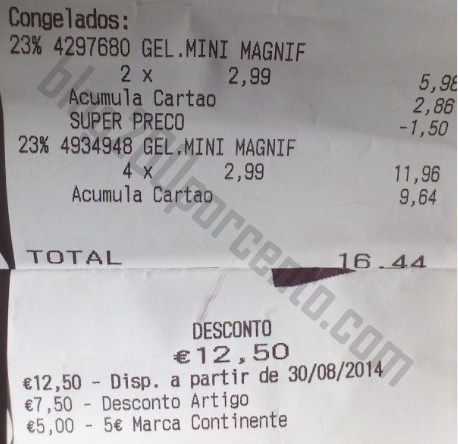 Congelados:
23% 4297680 GEL.MINI MAGNIF
2 x 2,99 5,98
Acumula Cartao 2,86
SUPER PRECO -1,50
23% 4934948 GEL.MINI MAGNIF
4 x 2,99 11,96
Acumula Cartao 9,64
TOTAL 16.44
DESCONTO
€12,50
€12,50 - Disp. a partir de 30/08/2014
€7,50 - Desconto Artigo
€5,00 - 5€ Marca Continente